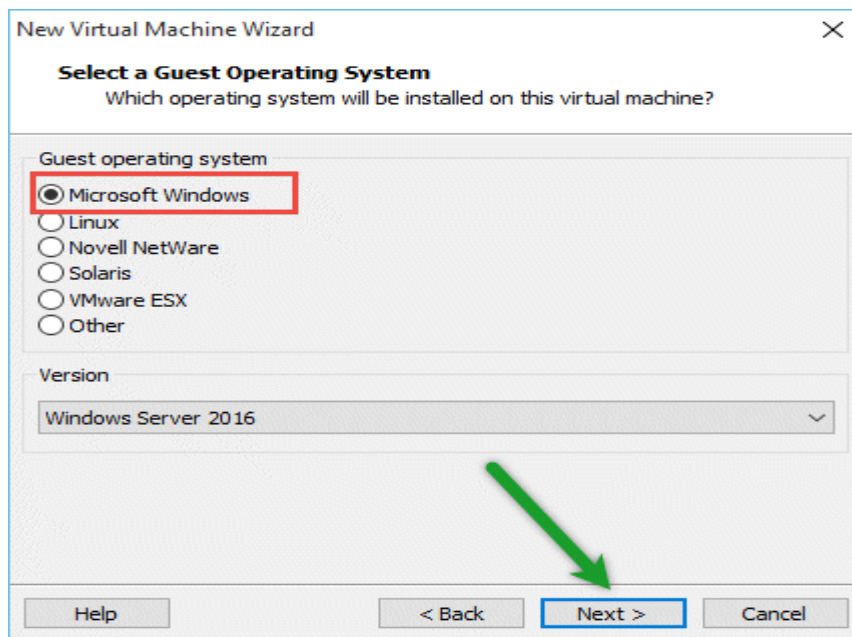 New Virtual Machine Wizard
Select a Guest Operating System
Which operating system will be installed on this virtual machine?
Guest operating system
Microsoft Windows
Linux
Novell NetWare
Solaris
VMware ESX
Other
Version
Windows Server 2016
Help
< Back
Next >
Cancel